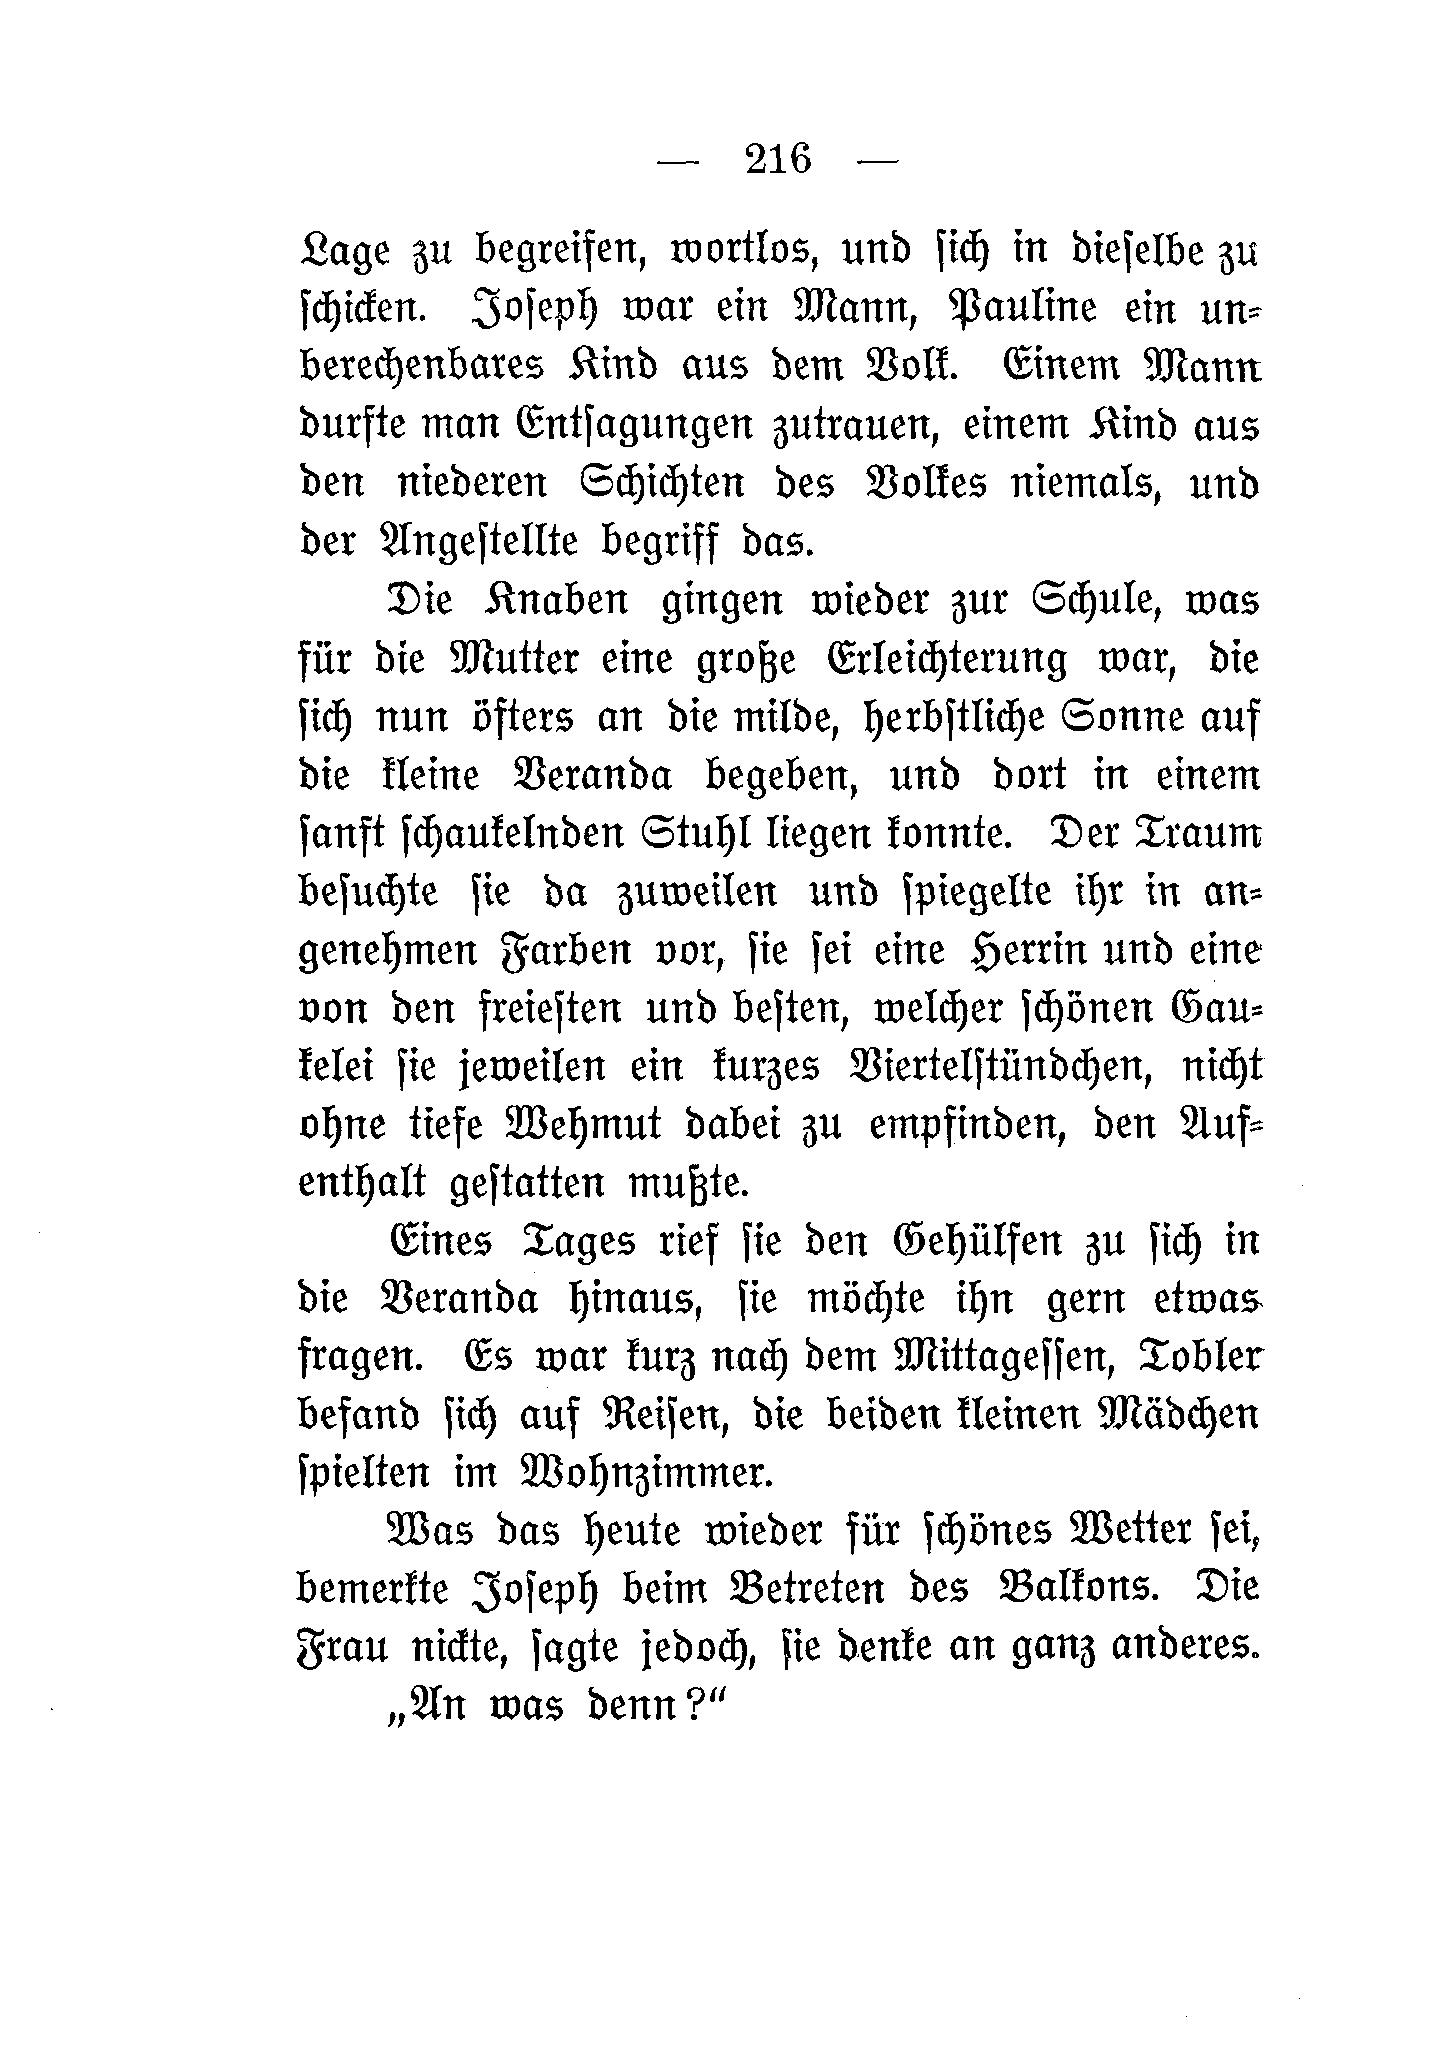 — 216 —
Lage zu begreifen, wortlos, und ſich in dieſelbe zu
ſchicken. Joſeph war ein Mann, Pauline ein un⸗
berechenbares Kind aus dem Volk. Einem Mann
durfte man Entſagungen zutrauen, einem Kind aus
den niederen Schichten des Volkes niemals, und
der Angeſtellte begriff das.
Die Knaben gingen wieder zur Schule, was
für die Mutter eine große Erleichterung war, die
ſich nun öfters an die milde, herbſtliche Sonne auf
die kleine Veranda begeben, und dort in einem
ſanft ſchaukelnden Stuhl liegen konnte. Der Traum
beſuchte ſie da zuweilen und ſpiegelte ihr in an⸗
genehmen Farben vor, ſie ſei eine Herrin und eine
von den freieſten und beſten, welcher ſchönen Gau⸗
kelei ſie jeweilen ein kurzes Viertelſtündchen, nicht
ohne tiefe Wehmut dabei zu empfinden, den Auf⸗
enthalt geſtatten mußte.
Eines Tages rief ſie den Gehülfen zu ſich in
die Veranda hinaus, ſie möchte ihn gern etwas
fragen. Es war kurz nach dem Mittageſſen, Tobler
befand ſich auf Reiſen, die beiden kleinen Mädchen
ſpielten im Wohnzimmer.
Was das heute wieder für ſchönes Wetter ſei,
bemerkte Joſeph beim Betreten des Balkons. Die
Frau nickte, ſagte jedoch, ſie denke an ganz anderes.
„An was denn?“